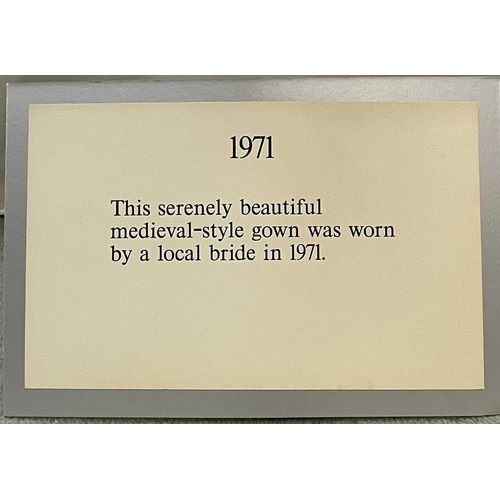 1971
This serenely beautiful
medieval-style gown was worn
by a local bride in 1971.